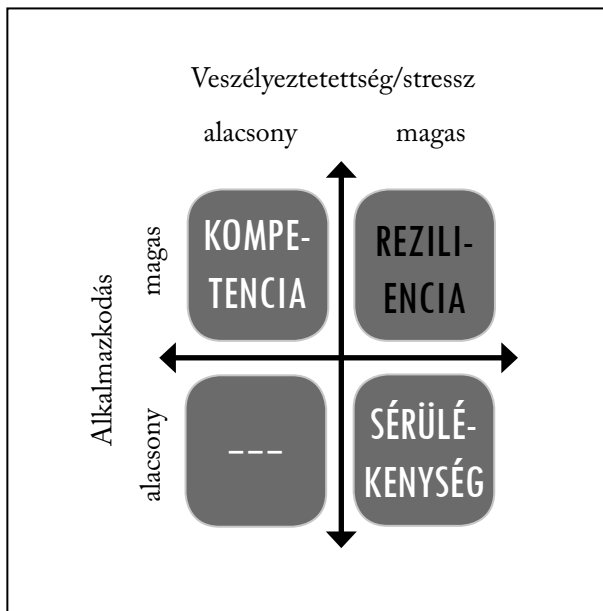 Veszélyeztetettség/stressz
alacsony
magas
Alkalmazkodás
magas
KOMPE-
TENCIA
REZILI-
ENCIA
alacsony
---
SÉRÜLÉ-
KENYSÉG